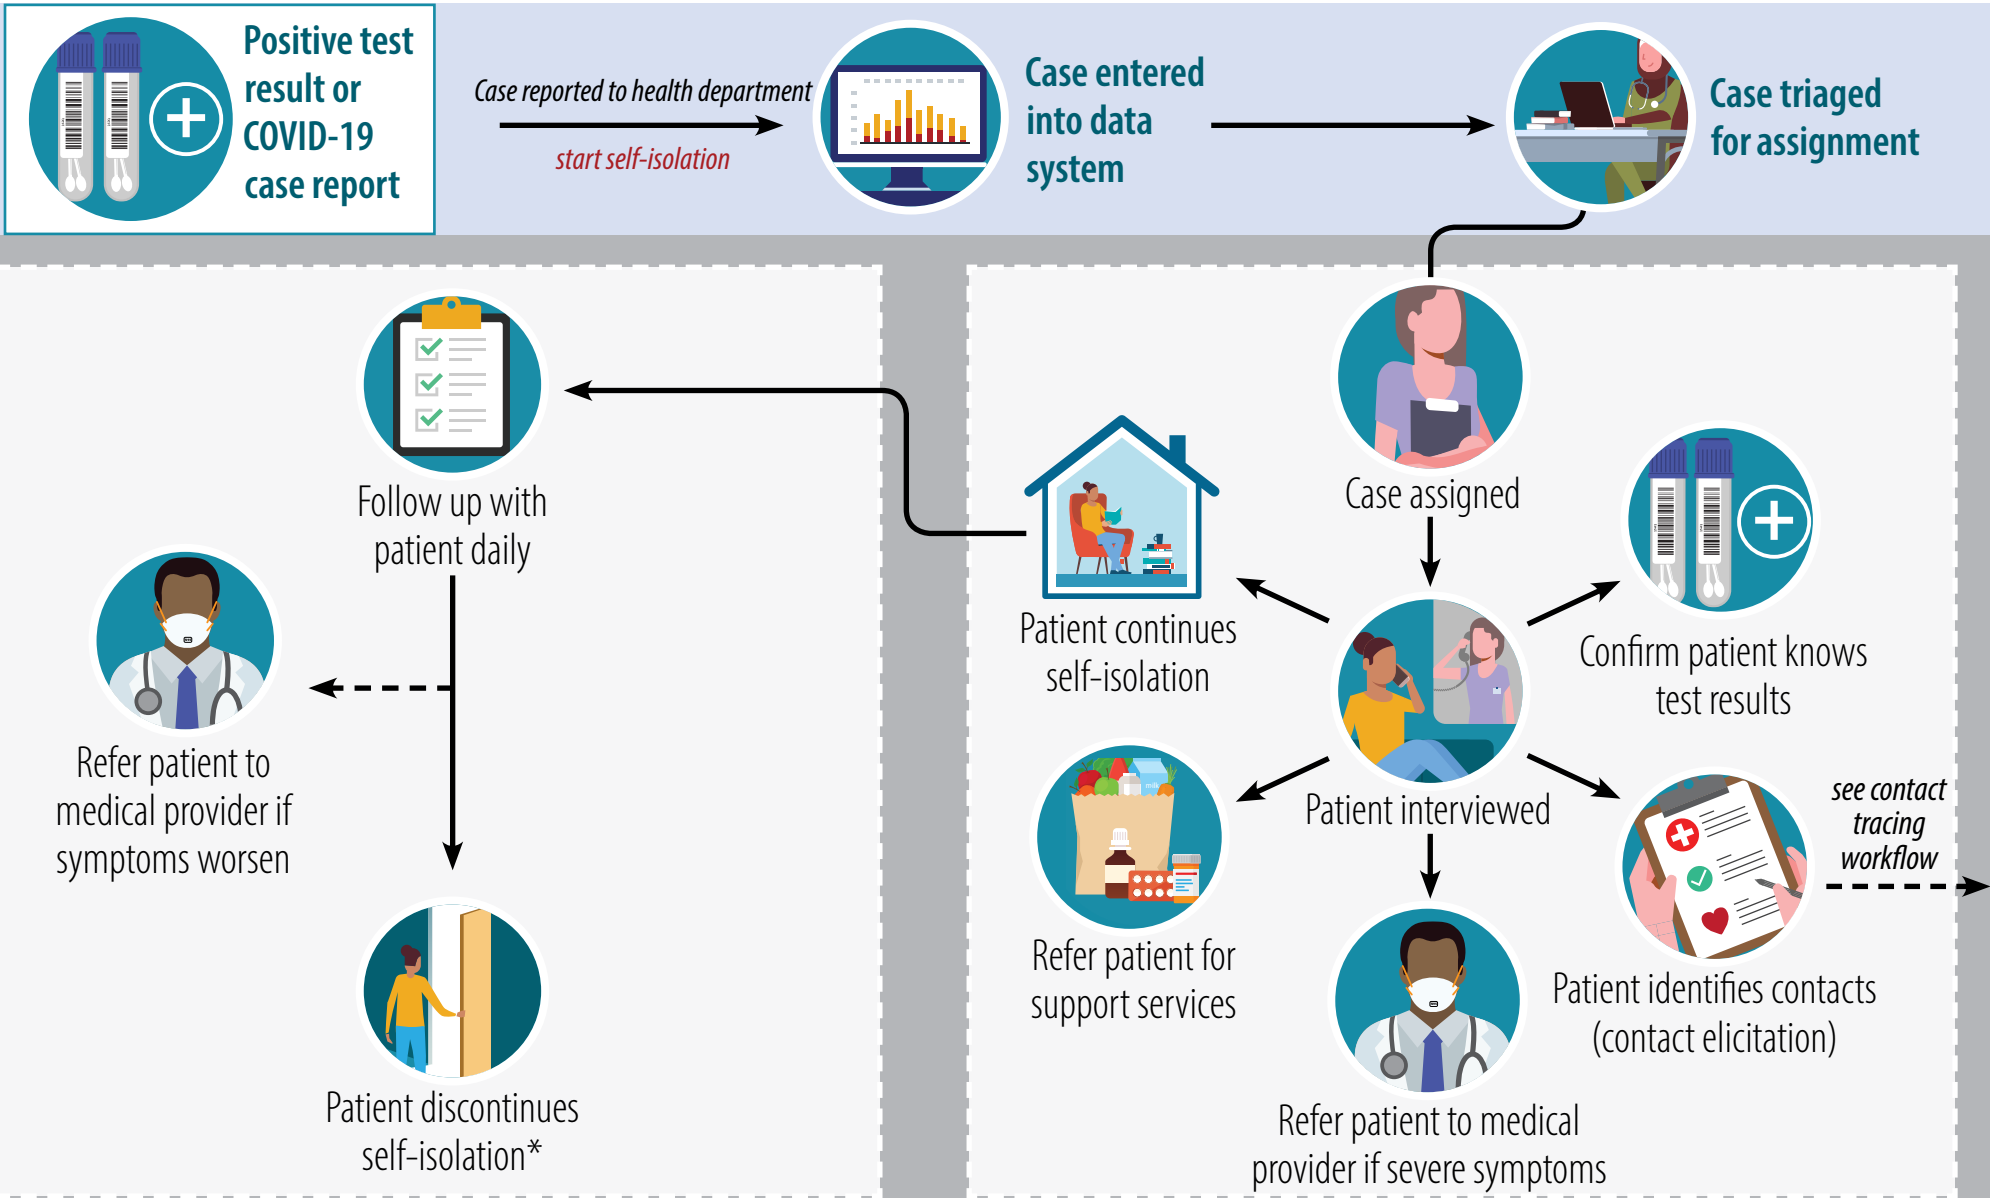 Positive test
result or
COVID-19
case report
Case reported to health department
start self-isolation
Case entered
into data
system
Case triaged
for assignment
Case assigned
Patient interviewed
Confirm patient knows
test results
Patient identifies contacts
(contact elicitation)
see contact
tracing
workflow
Refer patient to medical
provider if severe symptoms
Refer patient for
support services
milk
Patient continues
self-isolation
Follow up with
patient daily
Refer patient to
medical provider if
symptoms worsen
Patient discontinues
self-isolation*